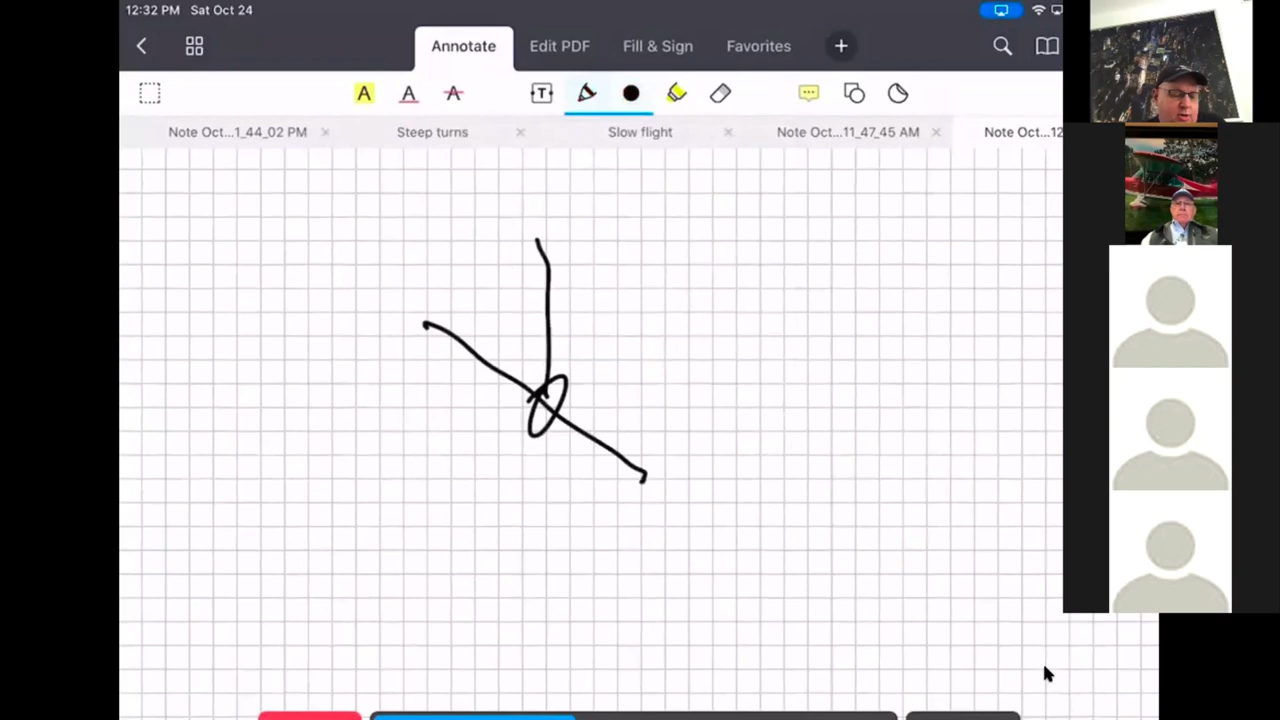 12:32 PM Sat Oct 24
Annotate Edit PDF Fill & Sign Favorites
A A A T
Note Oct...1_44_02 PM Steep turns Slow flight Note Oct...11_47_45 AM Note Oct...12